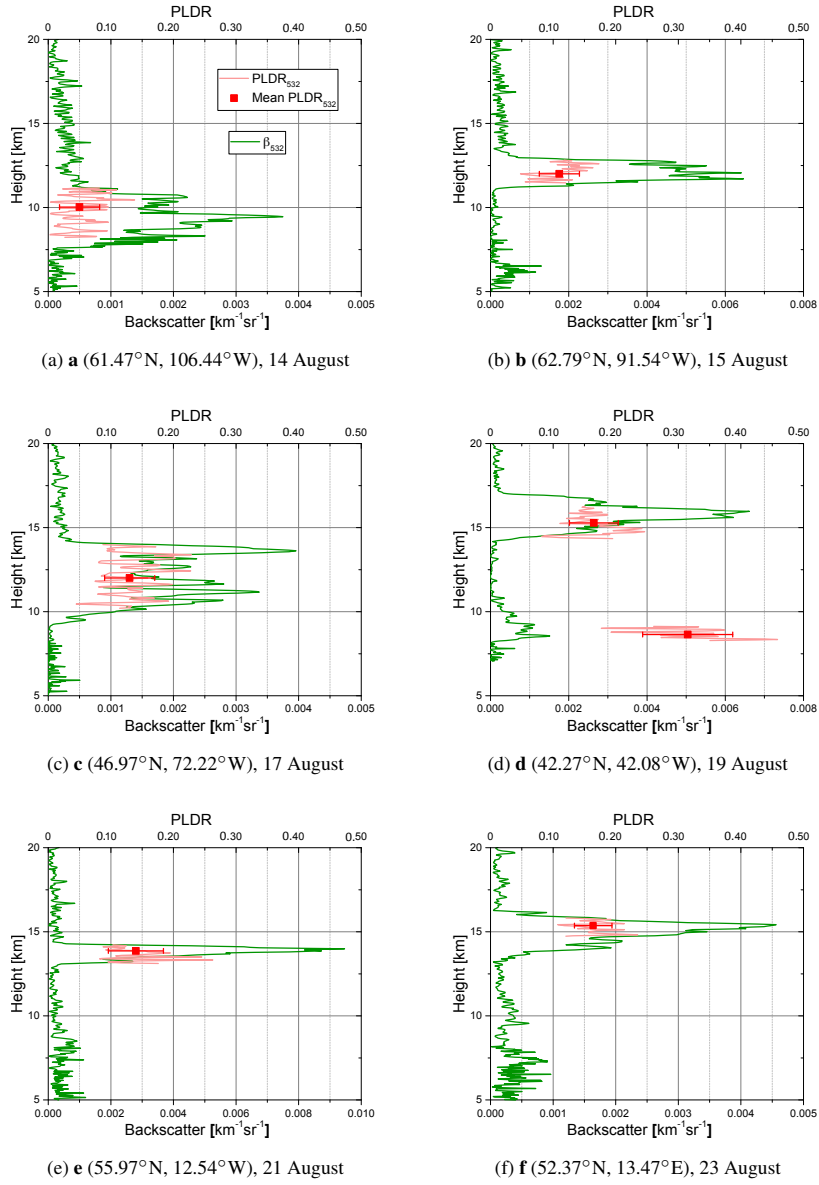 PLDR
0 0.10 0.20 0.30 0.40 0.50
20
15
10
5
Height [km]
PLDR532
Mean PLDR532
β532
0.000 0.001 0.002 0.003 0.004 0.005
Backscatter [km-1sr-1]
(a) a (61.47°N, 106.44°W), 14 August
PLDR
0 0.10 0.20 0.30 0.40 0.50
20
15
10
5
Height [km]
0.000 0.002 0.004 0.006 0.008
Backscatter [km-1sr-1]
(b) b (62.79°N, 91.54°W), 15 August
PLDR
0 0.10 0.20 0.30 0.40 0.50
20
15
10
5
Height [km]
0.000 0.001 0.002 0.003 0.004 0.005
Backscatter [km-1sr-1]
(c) c (46.97°N, 72.22°W), 17 August
PLDR
0 0.10 0.20 0.30 0.40 0.50
20
15
10
5
Height [km]
0.000 0.002 0.004 0.006 0.008
Backscatter [km-1sr-1]
(d) d (42.27°N, 42.08°W), 19 August
PLDR
0 0.10 0.20 0.30 0.40 0.50
20
15
10
5
Height [km]
0.000 0.002 0.004 0.006 0.008 0.010
Backscatter [km-1sr-1]
(e) e (55.97°N, 12.54°W), 21 August
PLDR
0 0.10 0.20 0.30 0.40 0.50
20
15
10
5
Height [km]
0.000 0.001 0.002 0.003 0.004 0.005
Backscatter [km-1sr-1]
(f) f (52.37°N, 13.47°E), 23 August